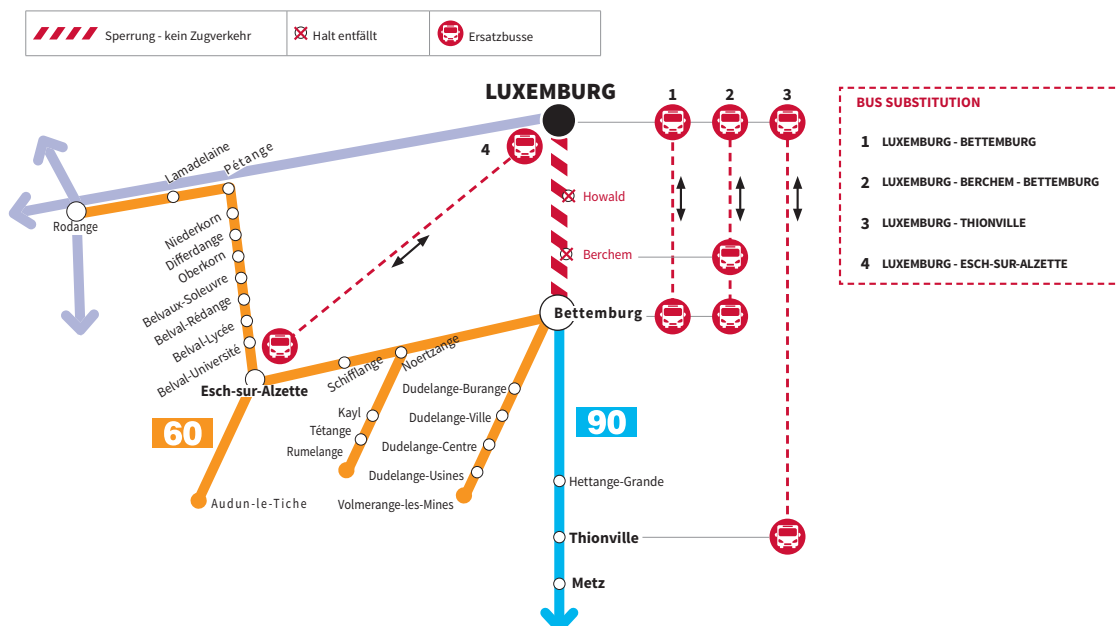 Sperrung - kein Zugverkehr
Halt entfällt
Ersatzbusse
LUXEMBURG
1
2
3
4
BUS SUBSTITUTION
1 LUXEMBURG - BETTEMBURG
2 LUXEMBURG - BERCHEM - BETTEMBURG
3 LUXEMBURG - THIONVILLE
4 LUXEMBURG - ESCH-SUR-ALZETTE
Lamadelaine
Pétange
Rodange
Niederkorn
Differdange
Oberkorn
Belvaux-Soleuvre
Belval-Rédange
Belval-Lycée
Belval-Université
Esch-sur-Alzette
Howald
Berchem
Bettemburg
Schifflange
Noertzange
Kayl
Tétange
Rumelange
Dudelange-Burange
Dudelange-Ville
Dudelange-Centre
Dudelange-Usines
Volmerange-les-Mines
60
90
Audun-le-Tiche
Hettange-Grande
Thionville
Metz